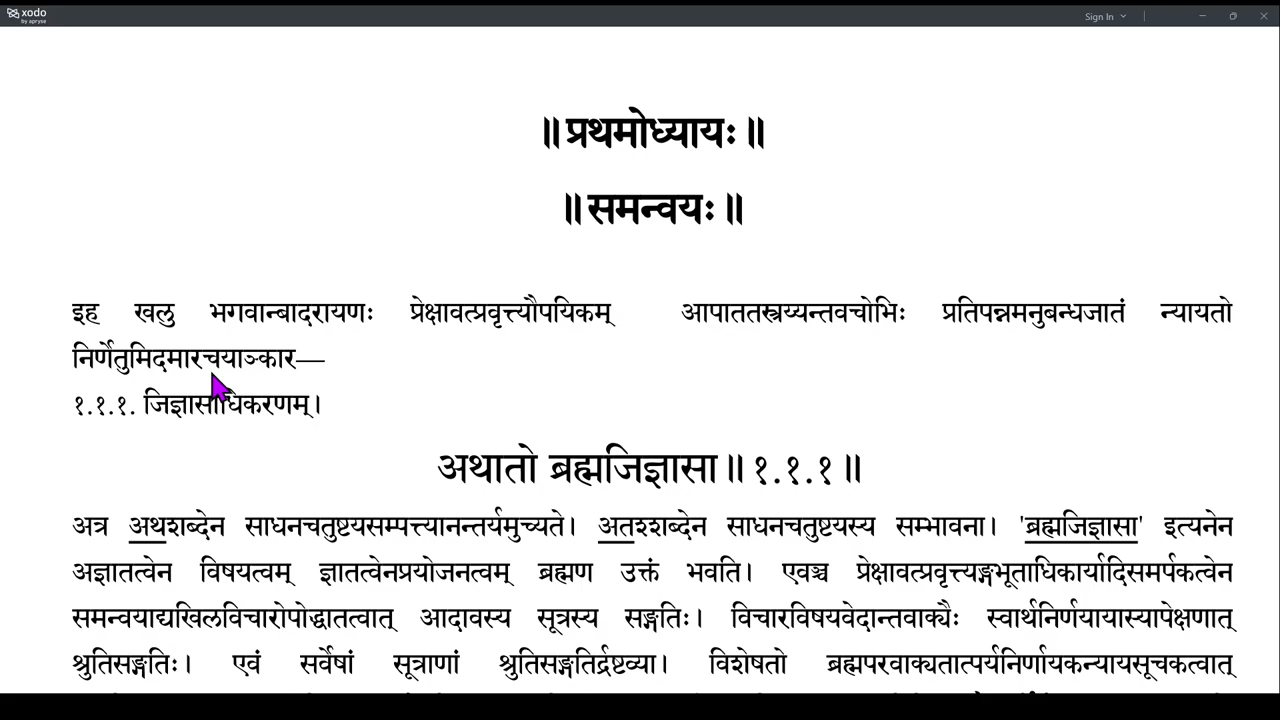 xodo
by apryse
Sign In
॥ प्रथमोध्यायः ॥
॥ समन्वयः ॥
इह खलु भगवान्बादरायणः प्रेक्षावत्प्रवृत्त्यौपयिकम् आपाततस्त्रय्यन्तवचोभिः प्रतिपन्नमनुबन्धजातं न्यायतो
निर्णेतुमिदमारचयाञ्कार—
१.१.१. जिज्ञासाधिकरणम्।
अथातो ब्रह्मजिज्ञासा ॥ १.१.१ ॥
अत्र अथशब्देन साधनचतुष्टयसम्पत्त्यानन्तर्यमुच्यते। अतश्शब्देन साधनचतुष्टयस्य सम्भावना। 'ब्रह्मजिज्ञासा' इत्यनेन
अज्ञातत्वेन विषयत्वम् ज्ञातत्वेनप्रयोजनत्वम् ब्रह्मण उक्तं भवति। एवञ्च प्रेक्षावत्प्रवृत्त्यङ्गभूताधिकार्यादिसमर्पकत्वेन
समन्वयाद्यखिलविचारोपोद्घातत्वात् आदावस्य सूत्रस्य सङ्गतिः। विचारविषयवेदान्तवाक्यैः स्वार्थनिर्णयायास्यापेक्षणात्
श्रुतिसङ्गतिः। एवं सर्वेषां सूत्राणां श्रुतिसङ्गतिर्द्रष्टव्या। विशेषतो ब्रह्मपरवाक्यतात्पर्यनिर्णायकन्यायसूचकत्वात्